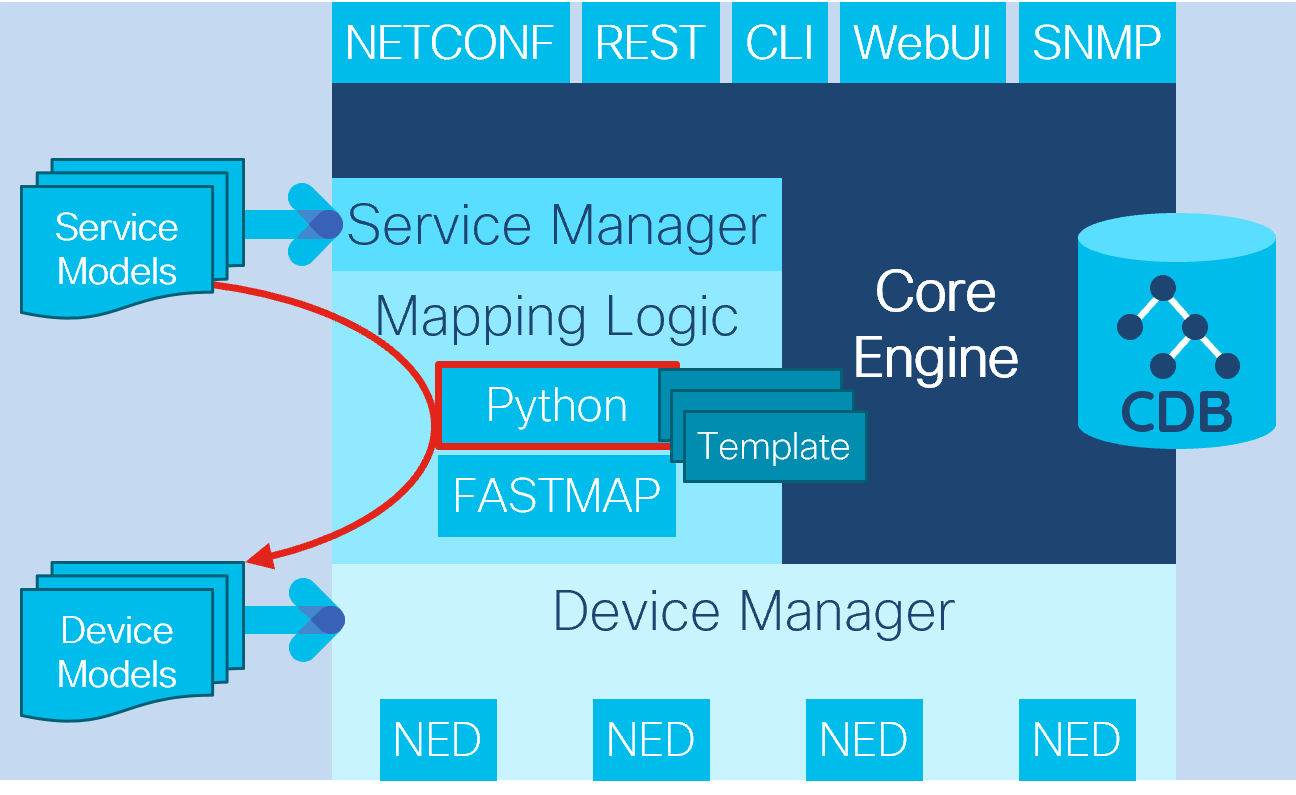 NETCONF
REST
CLI
WebUI
SNMP
Service
Models
Service Manager
Mapping Logic
Python
Template
FASTMAP
Core
Engine
CDB
Device
Models
Device Manager
NED
NED
NED
NED